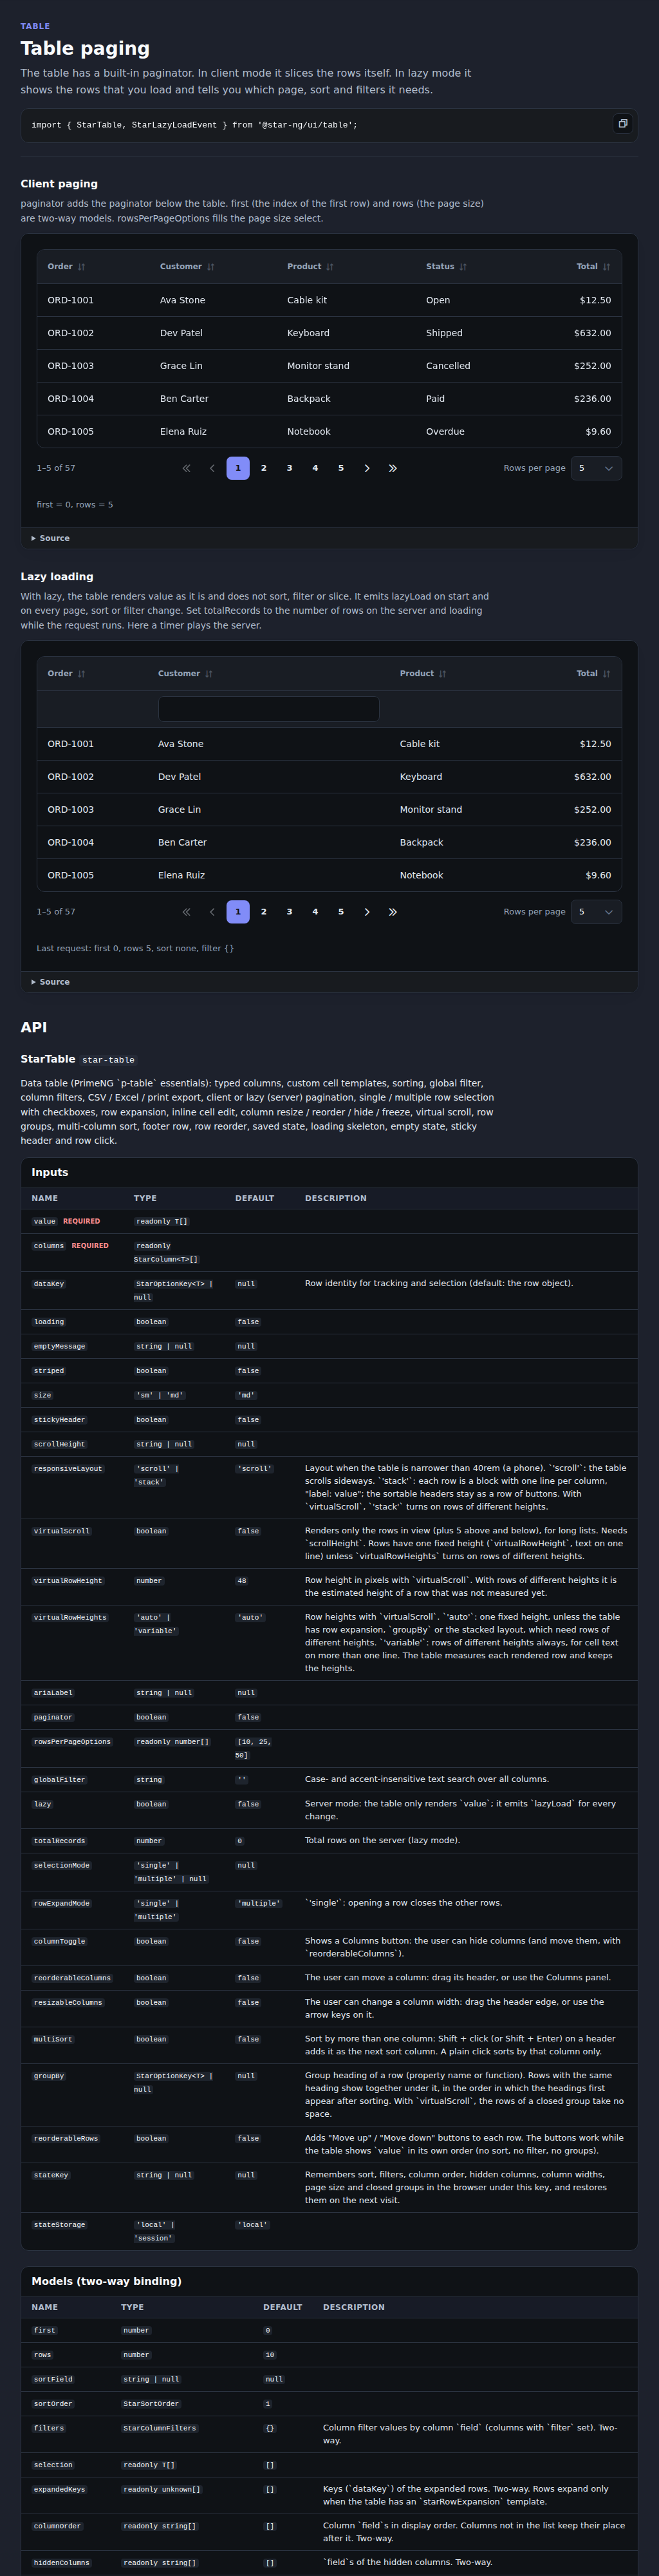 TABLE
Table paging
The table has a built-in paginator. In client mode it slices the rows itself. In lazy mode it
shows the rows that you load and tells you which page, sort and filters it needs.
import { StarTable, StarLazyLoadEvent } from '@star-ng/ui/table';
Client paging
paginator adds the paginator below the table. first (the index of the first row) and rows (the page size)
are two-way models. rowsPerPageOptions fills the page size select.
Order Customer Product Status Total
ORD-1001 Ava Stone Cable kit Open $12.50
ORD-1002 Dev Patel Keyboard Shipped $632.00
ORD-1003 Grace Lin Monitor stand Cancelled $252.00
ORD-1004 Ben Carter Backpack Paid $236.00
ORD-1005 Elena Ruiz Notebook Overdue $9.60
1–5 of 57 1 2 3 4 5 Rows per page 5
first = 0, rows = 5
Source
Lazy loading
With lazy, the table renders value as it is and does not sort, filter or slice. It emits lazyLoad on start and
on every page, sort or filter change. Set totalRecords to the number of rows on the server and loading
while the request runs. Here a timer plays the server.
Order Customer Product Total
ORD-1001 Ava Stone Cable kit $12.50
ORD-1002 Dev Patel Keyboard $632.00
ORD-1003 Grace Lin Monitor stand $252.00
ORD-1004 Ben Carter Backpack $236.00
ORD-1005 Elena Ruiz Notebook $9.60
1–5 of 57 1 2 3 4 5 Rows per page 5
Last request: first 0, rows 5, sort none, filter {}
Source
API
StarTable star-table
Data table (PrimeNG `p-table` essentials): typed columns, custom cell templates, sorting, global filter,
column filters, CSV / Excel / print export, client or lazy (server) pagination, single / multiple row selection
with checkboxes, row expansion, inline cell edit, column resize / reorder / hide / freeze, virtual scroll, row
groups, multi-column sort, footer row, row reorder, saved state, loading skeleton, empty state, sticky
header and row click.
Inputs
NAME TYPE DEFAULT DESCRIPTION
value REQUIRED readonly T[]
columns REQUIRED readonly
StarColumn<T>[]
dataKey StarOptionKey<T> | null Row identity for tracking and selection (default: the row object).
null
loading boolean false
emptyMessage string | null null
striped boolean false
size 'sm' | 'md' 'md'
stickyHeader boolean false
scrollHeight string | null null
responsiveLayout 'scroll' | 'scroll' Layout when the table is narrower than 40rem (a phone). `'scroll'`: the table
'stack' scrolls sideways. `'stack'`: each row is a block with one line per column,
"label: value"; the sortable headers stay as a row of buttons. With
`virtualScroll`, `'stack'` turns on rows of different heights.
virtualScroll boolean false Renders only the rows in view (plus 5 above and below), for long lists. Needs
`scrollHeight`. Rows have one fixed height (`virtualRowHeight`, text on one
line) unless `virtualRowHeights` turns on rows of different heights.
virtualRowHeight number 48 Row height in pixels with `virtualScroll`. With rows of different heights it is
the estimated height of a row that was not measured yet.
virtualRowHeights 'auto' | 'auto' Row heights with `virtualScroll`. `'auto'`: one fixed height, unless the table
'variable' has row expansion, `groupBy` or the stacked layout, which need rows of
different heights. `'variable'`: rows of different heights always, for cell text
on more than one line. The table measures each rendered row and keeps
the heights.
ariaLabel string | null null
paginator boolean false
rowsPerPageOptions readonly number[] [10, 25,
50]
globalFilter string '' Case- and accent-insensitive text search over all columns.
lazy boolean false Server mode: the table only renders `value`; it emits `lazyLoad` for every
change.
totalRecords number 0 Total rows on the server (lazy mode).
selectionMode 'single' | null
'multiple' | null
rowExpandMode 'single' | 'multiple' `'single'`: opening a row closes the other rows.
'multiple'
columnToggle boolean false Shows a Columns button: the user can hide columns (and move them, with
`reorderableColumns`).
reorderableColumns boolean false The user can move a column: drag its header, or use the Columns panel.
resizableColumns boolean false The user can change a column width: drag the header edge, or use the
arrow keys on it.
multiSort boolean false Sort by more than one column: Shift + click (or Shift + Enter) on a header
adds it as the next sort column. A plain click sorts by that column only.
groupBy StarOptionKey<T> | null Group heading of a row (property name or function). Rows with the same
null heading show together under it, in the order in which the headings first
appear after sorting. With `virtualScroll`, the rows of a closed group take no
space.
reorderableRows boolean false Adds "Move up" / "Move down" buttons to each row. The buttons work while
the table shows `value` in its own order (no sort, no filter, no groups).
stateKey string | null null Remembers sort, filters, column order, hidden columns, column widths,
page size and closed groups in the browser under this key, and restores
them on the next visit.
stateStorage 'local' | 'local'
'session'
Models (two-way binding)
NAME TYPE DEFAULT DESCRIPTION
first number 0
rows number 10
sortField string | null null
sortOrder StarSortOrder 1
filters StarColumnFilters {} Column filter values by column `field` (columns with `filter` set). Two-
way.
selection readonly T[] []
expandedKeys readonly unknown[] [] Keys (`dataKey`) of the expanded rows. Two-way. Rows expand only
when the table has an `starRowExpansion` template.
columnOrder readonly string[] [] Column `field`s in display order. Columns not in the list keep their place
after it. Two-way.
hiddenColumns readonly string[] [] `field`s of the hidden columns. Two-way.